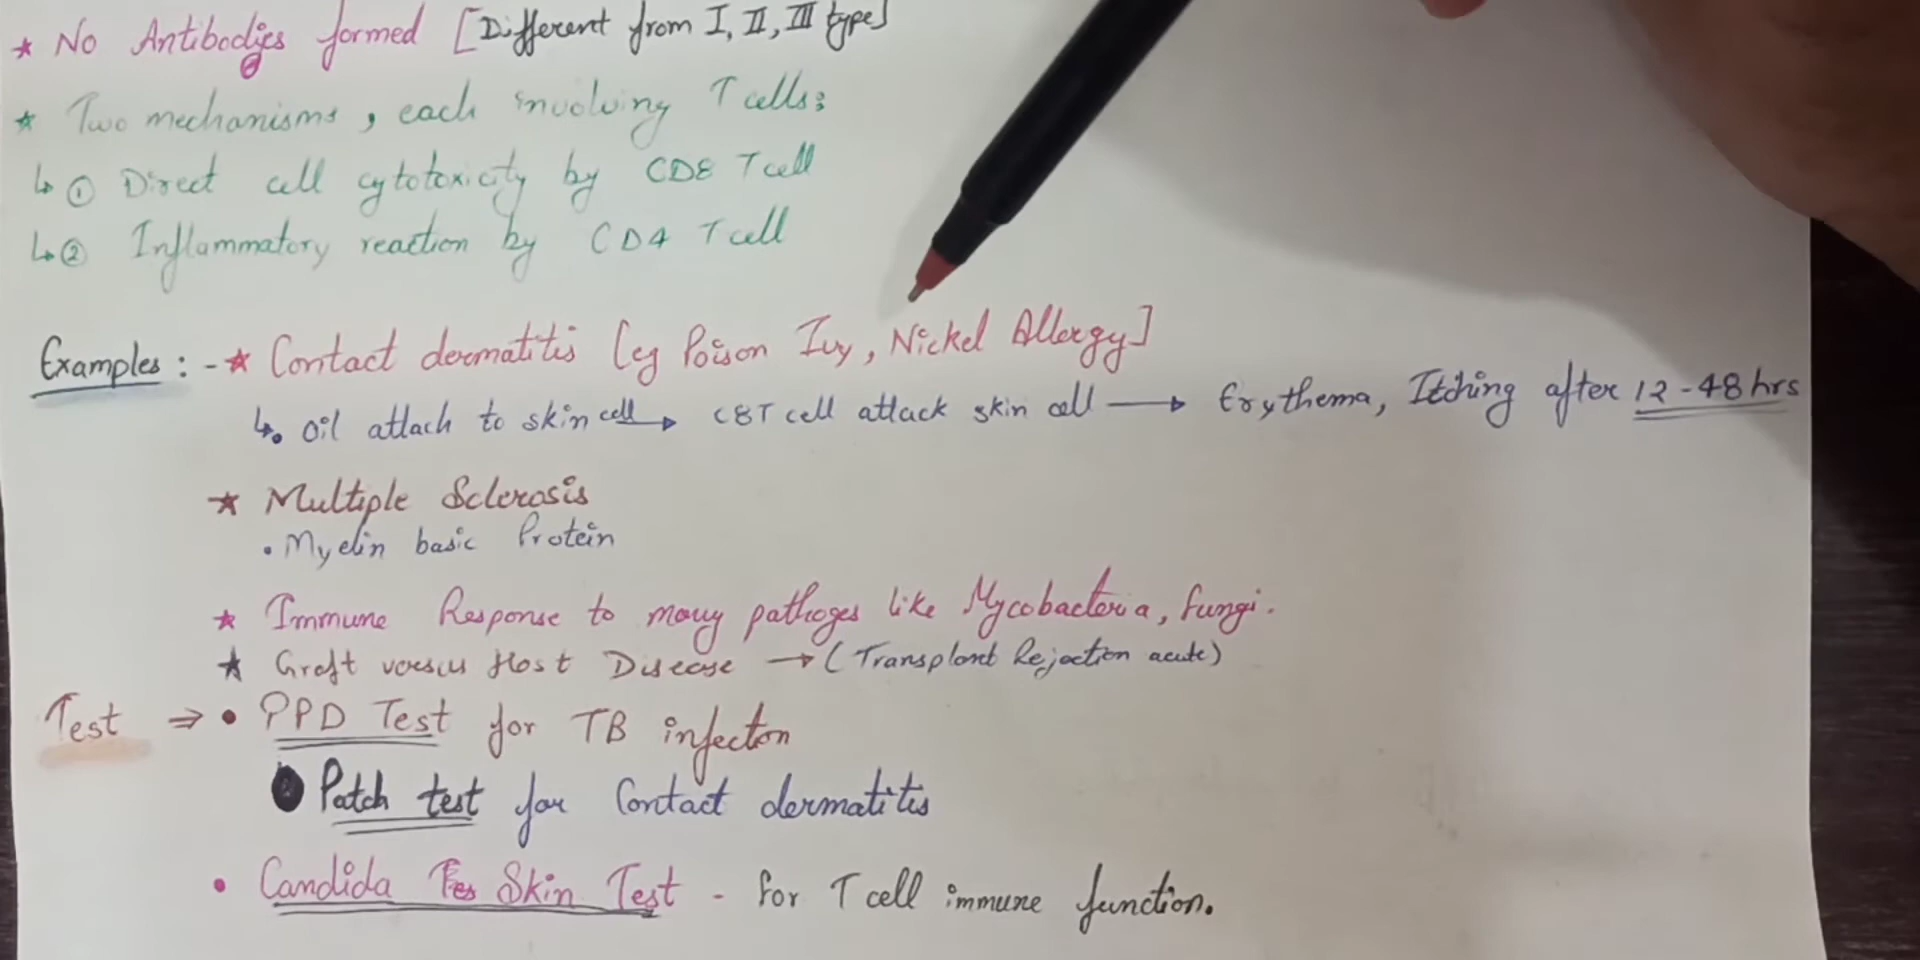 * No Antibodies formed [Different from I, II, III type]
* Two mechanisms, each involving T cells:
↳ ① Direct cell cytotoxicity by CD8 T cell
↳ ② Inflammatory reaction by CD4 T cell
Examples : - * Contact dermatitis [eg Poison Ivy, Nickel Allergy]
↳. Oil attach to skin cell → C8T cell attack skin cell → Erythema, Itching after 12-48 hrs
* Multiple Sclerosis
• Myelin basic Protein
* Immune Response to many pathoges like Mycobacteria, Fungi.
* Graft versus Host Disease → (Transplant Rejection acute)
Test ⇒ • PPD Test for TB infecton
• Patch test for Contact dermatitis
• Candida Tes Skin Test - For T cell immune function.